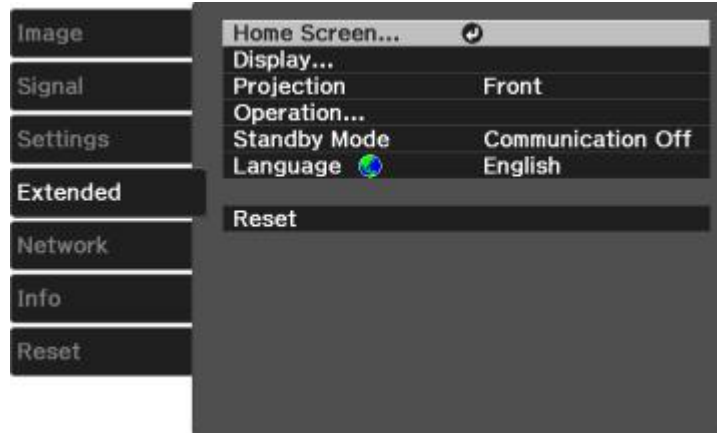 Image
Signal
Settings
Extended
Network
Info
Reset
Home Screen...
Display...
Projection Front
Operation...
Standby Mode Communication Off
Language English
Reset